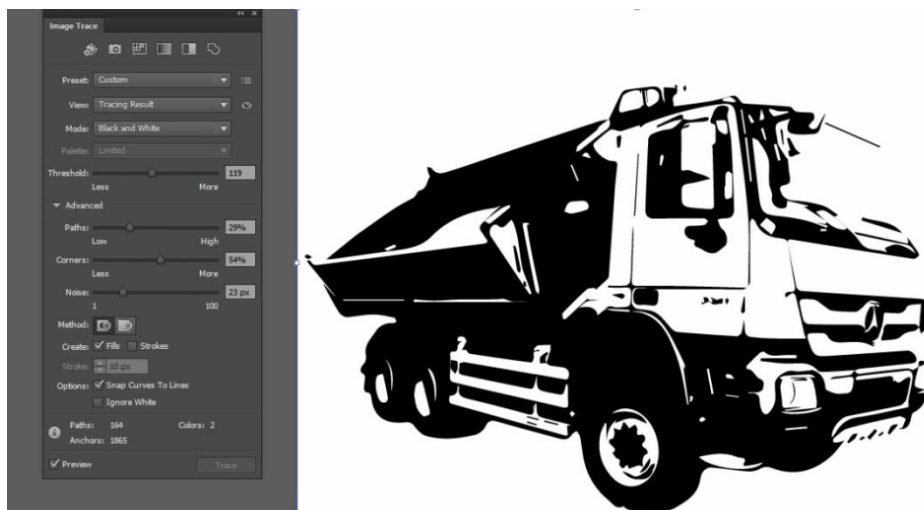 Image Trace
Preset: Custom
View: Tracing Result
Mode: Black and White
Palette: Limited
Threshold: 119
Less More
Advanced
Paths: 29%
Low High
Corners: 54%
Less More
Noise: 23 px
1 100
Method:
Create: Fills Strokes
Stroke: 10 px
Options: Snap Curves To Lines
Ignore White
Paths: 164 Colors: 2
Anchors: 1865
Preview Trace